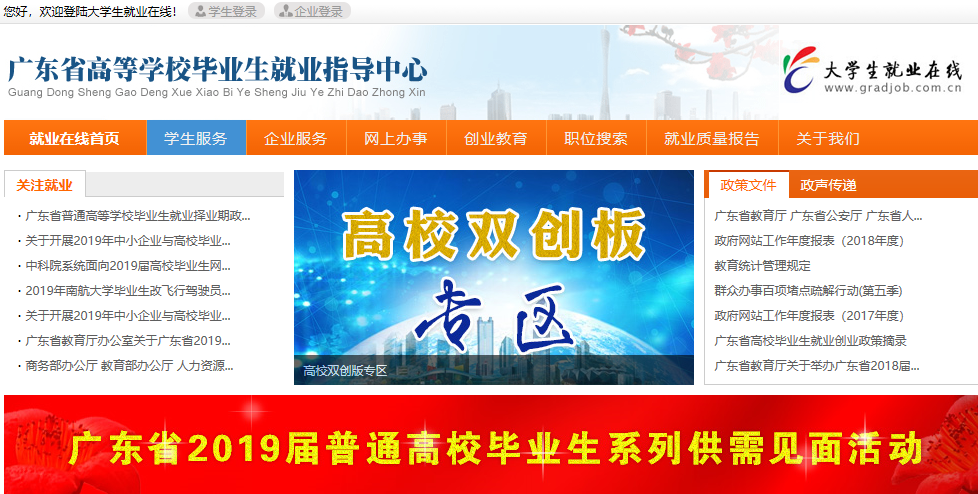 您好，欢迎登陆大学生就业在线！ 学生登录 企业登录
广东省高等学校毕业生就业指导中心
Guang Dong Sheng Gao Deng Xue Xiao Bi Ye Sheng Jiu Ye Zhi Dao Zhong Xin
大学生就业在线
www.gradjob.com.cn
就业在线首页 学生服务 企业服务 网上办事 创业教育 职位搜索 就业质量报告 关于我们
关注就业
· 广东省普通高等学校毕业生就业择业期政...
· 关于开展2019年中小企业与高校毕业...
· 中科院系统面向2019届高校毕业生网...
· 2019年南航大学毕业生改飞行驾驶员...
· 关于开展2019年中小企业与高校毕业...
· 广东省教育厅办公室关于广东省2019...
· 商务部办公厅 教育部办公厅 人力资源...
高校双创板
专区
高校双创版专区
政策文件 政声传递
广东省教育厅 广东省公安厅 广东省人...
政府网站工作年度报表（2018年度）
教育统计管理规定
群众办事百项堵点疏解行动(第五季)
政府网站工作年度报表（2017年度）
广东省高校毕业生就业创业政策摘录
广东省教育厅关于举办广东省2018届...
广东省2019届普通高校毕业生系列供需见面活动